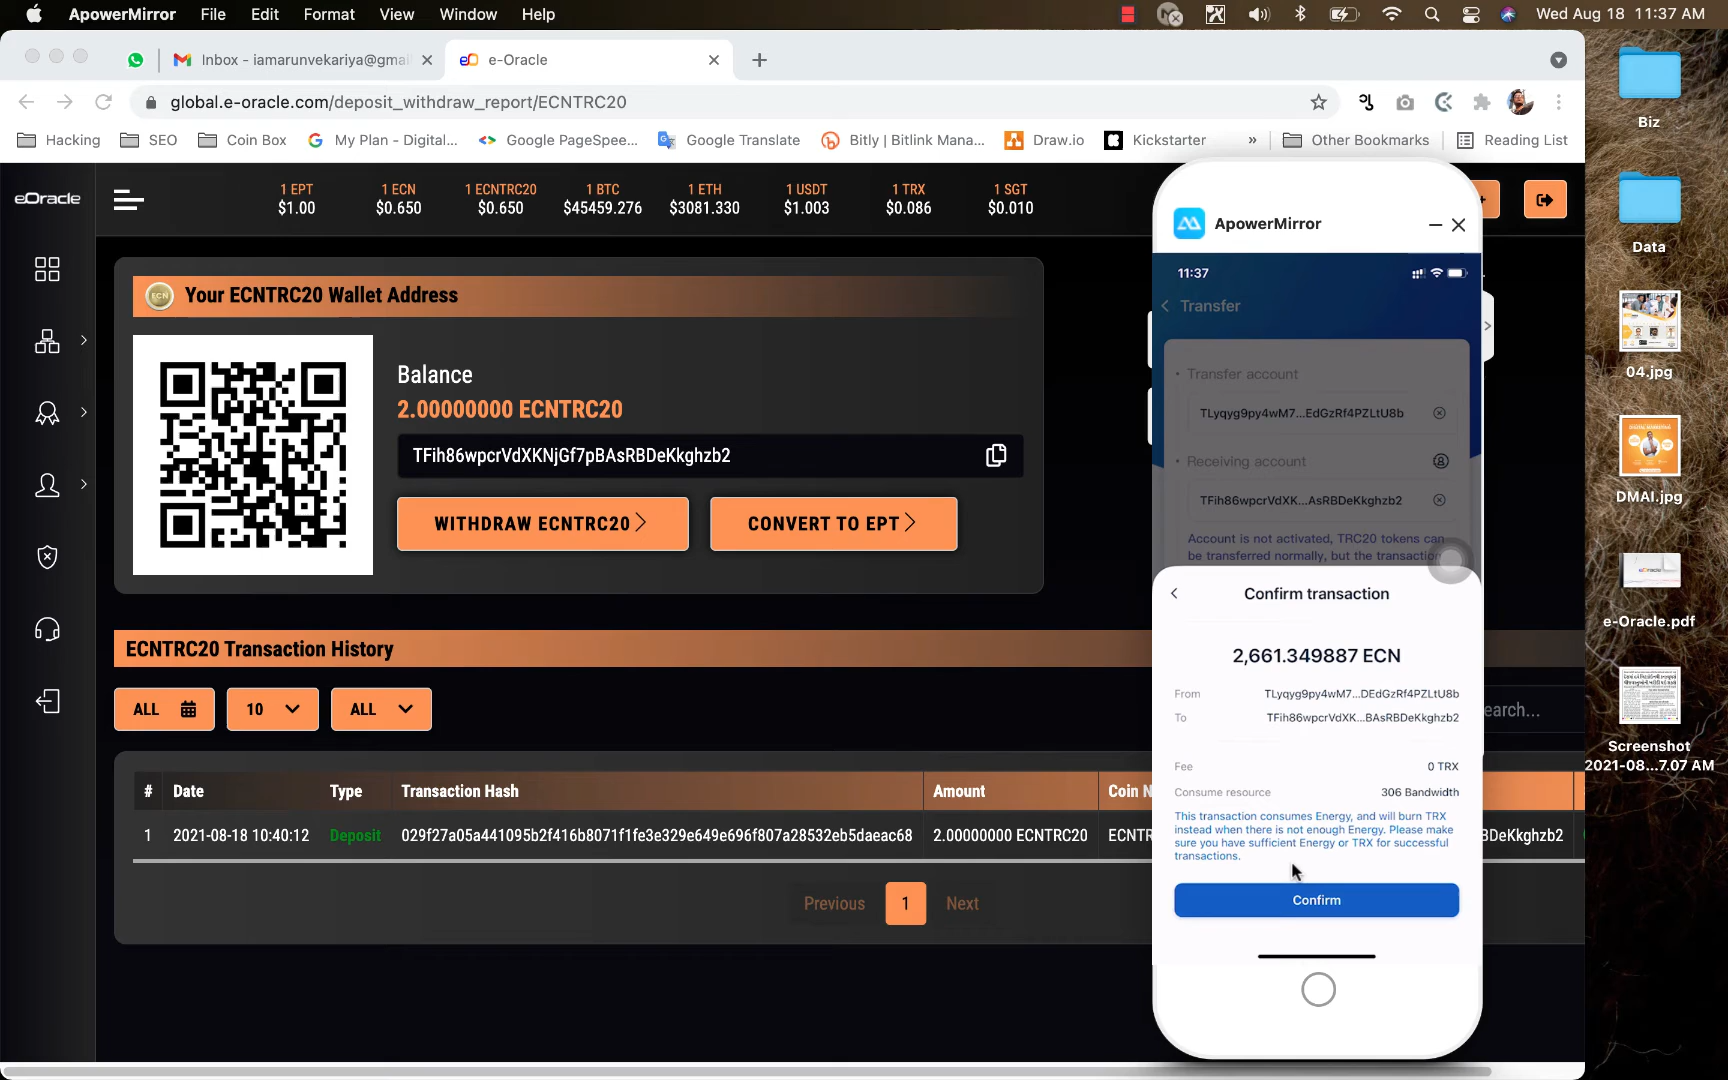 ApowerMirror File Edit Format View Window Help
Wed Aug 18 11:37 AM
Inbox - iamarunvekariya@gmai
e-Oracle
global.e-oracle.com/deposit_withdraw_report/ECNTRC20
Hacking SEO Coin Box My Plan - Digital... Google PageSpee... Google Translate Bitly | Bitlink Mana... Draw.io Kickstarter » Other Bookmarks Reading List
eOracle
1 EPT 1 ECN 1 ECNTRC20 1 BTC 1 ETH 1 USDT 1 TRX 1 SGT
$1.00 $0.650 $0.650 $45459.276 $3081.330 $1.003 $0.086 $0.010
ECN
Your ECNTRC20 Wallet Address
Balance
2.00000000 ECNTRC20
TFih86wpcrVdXKNjGf7pBAsRBDeKkghzb2
WITHDRAW ECNTRC20
CONVERT TO EPT
ECNTRC20 Transaction History
ALL 10 ALL
earch...
# Date Type Transaction Hash Amount Coin N
1 2021-08-18 10:40:12 Deposit 029f27a05a441095b2f416b8071f1fe3e329e649e696f807a28532eb5daeac68 2.00000000 ECNTRC20 ECNTR
BDeKkghzb2
Previous 1 Next
ApowerMirror
11:37
Transfer
Transfer account
TLyqyg9py4wM7...EdGzRf4PZLtU8b
Receiving account
TFih86wpcrVdXK...AsRBDeKkghzb2
Account is not activated, TRC20 tokens can
be transferred normally, but the transaction
Confirm transaction
2,661.349887 ECN
From TLyqyg9py4wM7...DEdGzRf4PZLtU8b
To TFih86wpcrVdXK...BAsRBDeKkghzb2
Fee 0 TRX
Consume resource 306 Bandwidth
This transaction consumes Energy, and will burn TRX
instead when there is not enough Energy. Please make
sure you have sufficient Energy or TRX for successful
transactions.
Confirm
Biz
Data
04.jpg
DMAI.jpg
e-Oracle.pdf
Screenshot
2021-08...7.07 AM